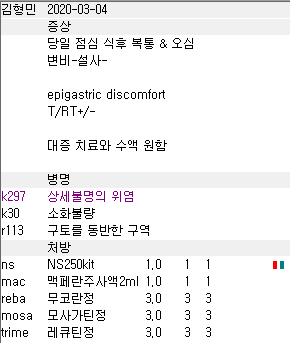 김형민 2020-03-04
증상
당일 점심 식후 복통 & 오심
변비-설사-
epigastric discomfort
T/RT+/-
대증 치료와 수액 원함
병명
k297 상세불명의 위염
k30 소화불량
r113 구토를 동반한 구역
처방
ns NS250kit 1.0 1 1
mac 맥페란주사액2ml 1.0 1 1
reba 무코란정 3.0 3 3
mosa 모사가틴정 3.0 3 3
trime 레큐틴정 3.0 3 3